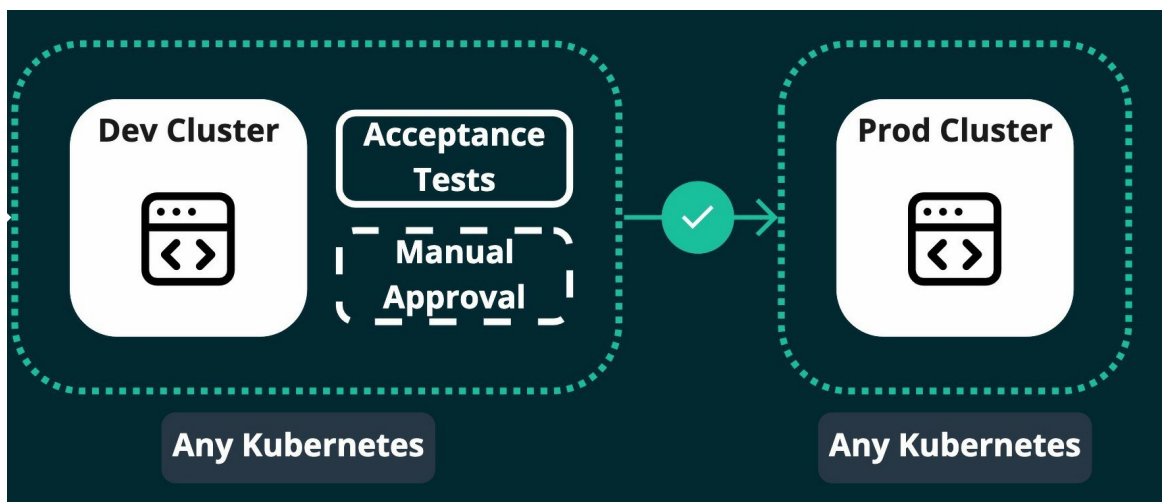 Dev Cluster
Acceptance
Tests
Manual
Approval
Prod Cluster
Any Kubernetes
Any Kubernetes